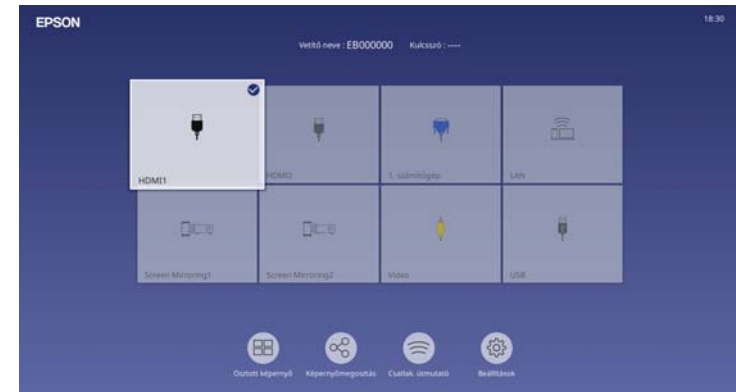 EPSON
18:30
Vetítő neve : EB000000 Kulcsszó : ----
HDMI1
HDMI2
1. számítógép
LAN
Screen Mirroring1
Screen Mirroring2
Video
USB
Osztott képernyő
Képernyőmegosztás
Csatlak. útmutató
Beállítások